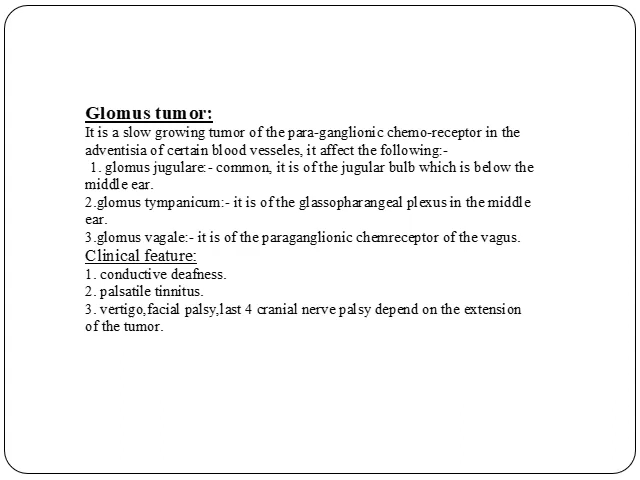 Glomus tumor:
It is a slow growing tumor of the para-ganglionic chemo-receptor in the
adventisia of certain blood vesseles, it affect the following:-
1. glomus jugulare:- common, it is of the jugular bulb which is below the
middle ear.
2.glomus tympanicum:- it is of the glassopharangeal plexus in the middle
ear.
3.glomus vagale:- it is of the paraganglionic chemreceptor of the vagus.
Clinical feature:
1. conductive deafness.
2. palsatile tinnitus.
3. vertigo,facial palsy,last 4 cranial nerve palsy depend on the extension
of the tumor.